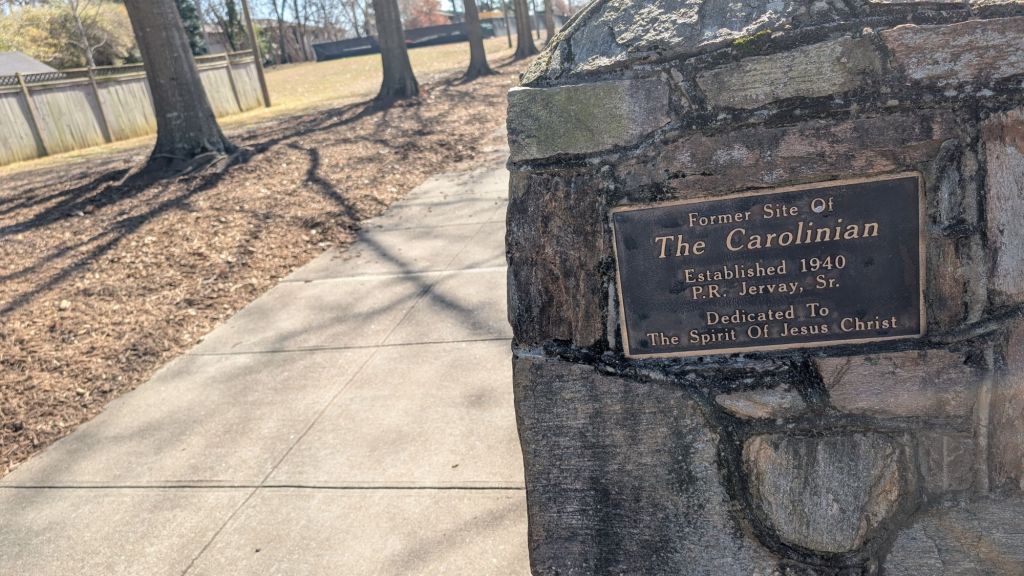 Former Site Of
The Carolinian
Established 1940
P.R. Jervay, Sr.
Dedicated To
The Spirit Of Jesus Christ